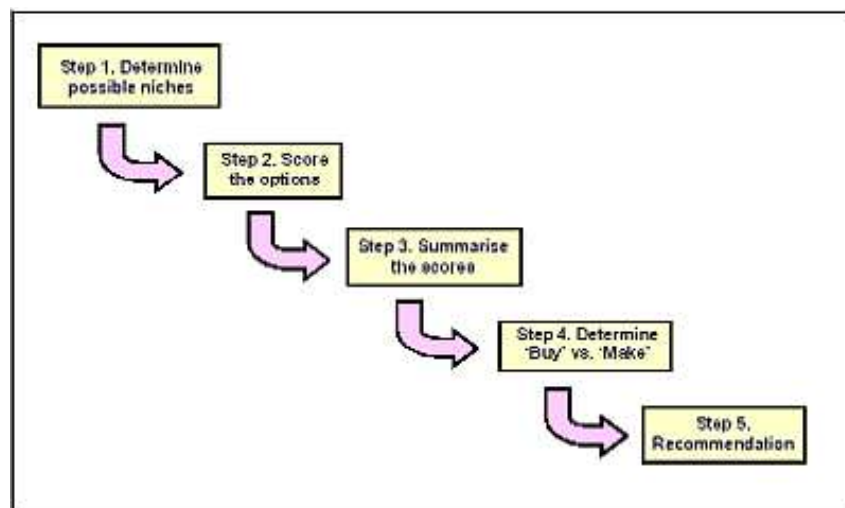 Step 1. Determine
possible niches
Step 2. Score
the options
Step 3. Summarise
the scores
Step 4. Determine
"Buy" vs. "Make"
Step 5.
Recommendation